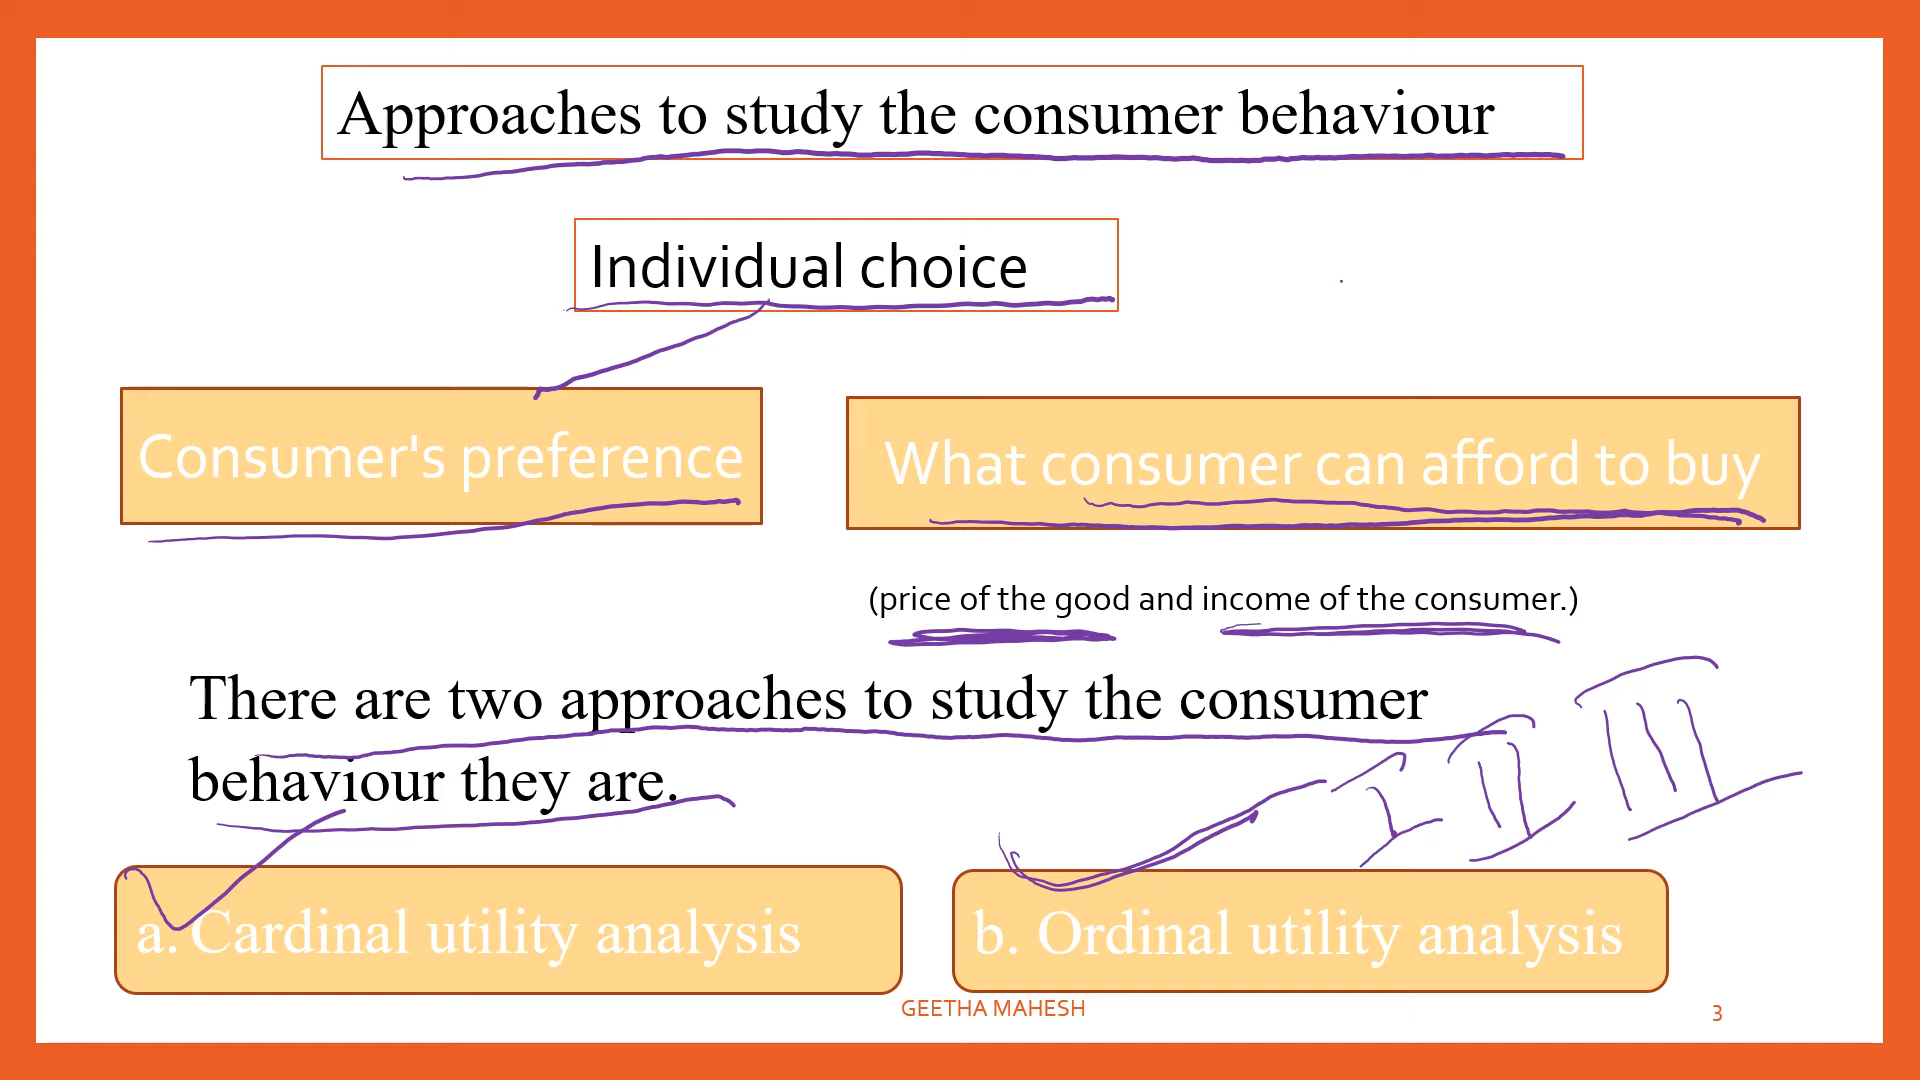 Approaches to study the consumer behaviour
Individual choice
Consumer's preference
What consumer can afford to buy
(price of the good and income of the consumer.)
There are two approaches to study the consumer
behaviour they are.
I II III
a. Cardinal utility analysis
b. Ordinal utility analysis
GEETHA MAHESH
3